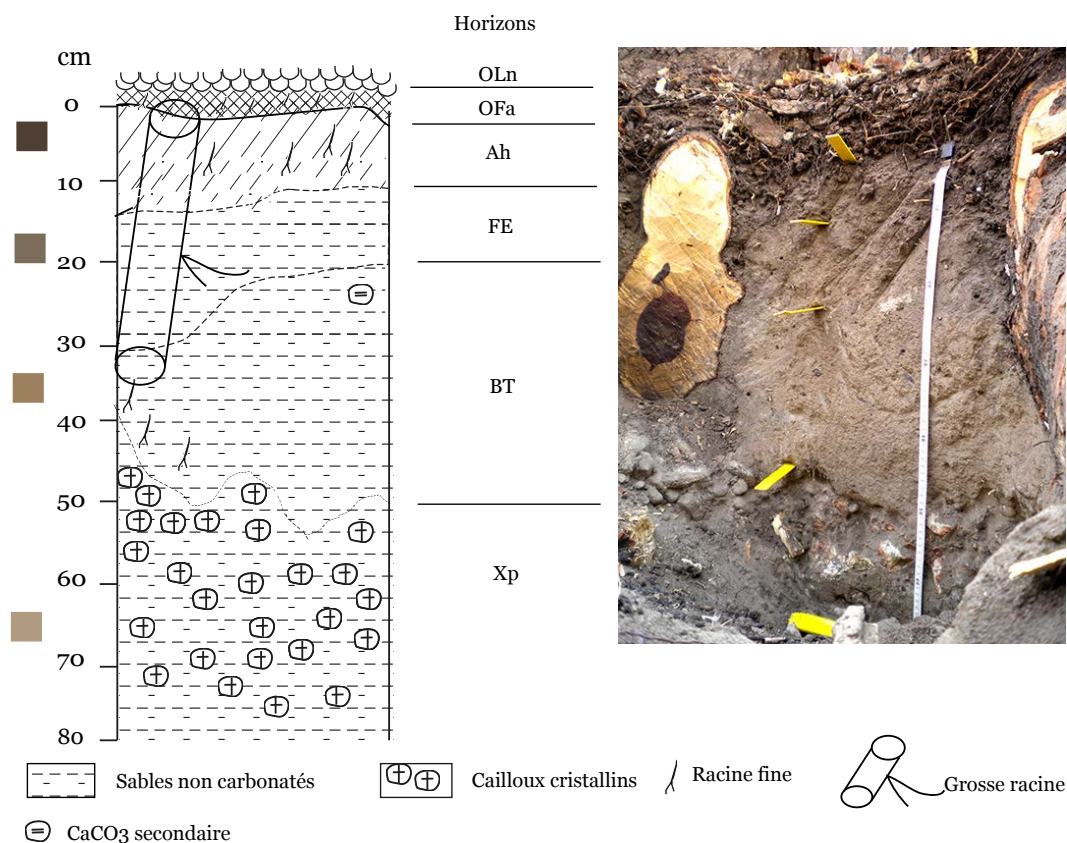 Horizons
cm
OLn
0
OFa
Ah
10
FE
20
30
BT
40
50
60
Xp
70
80
Sables non carbonatés
Cailloux cristallins
Racine fine
Grosse racine
CaCO3 secondaire